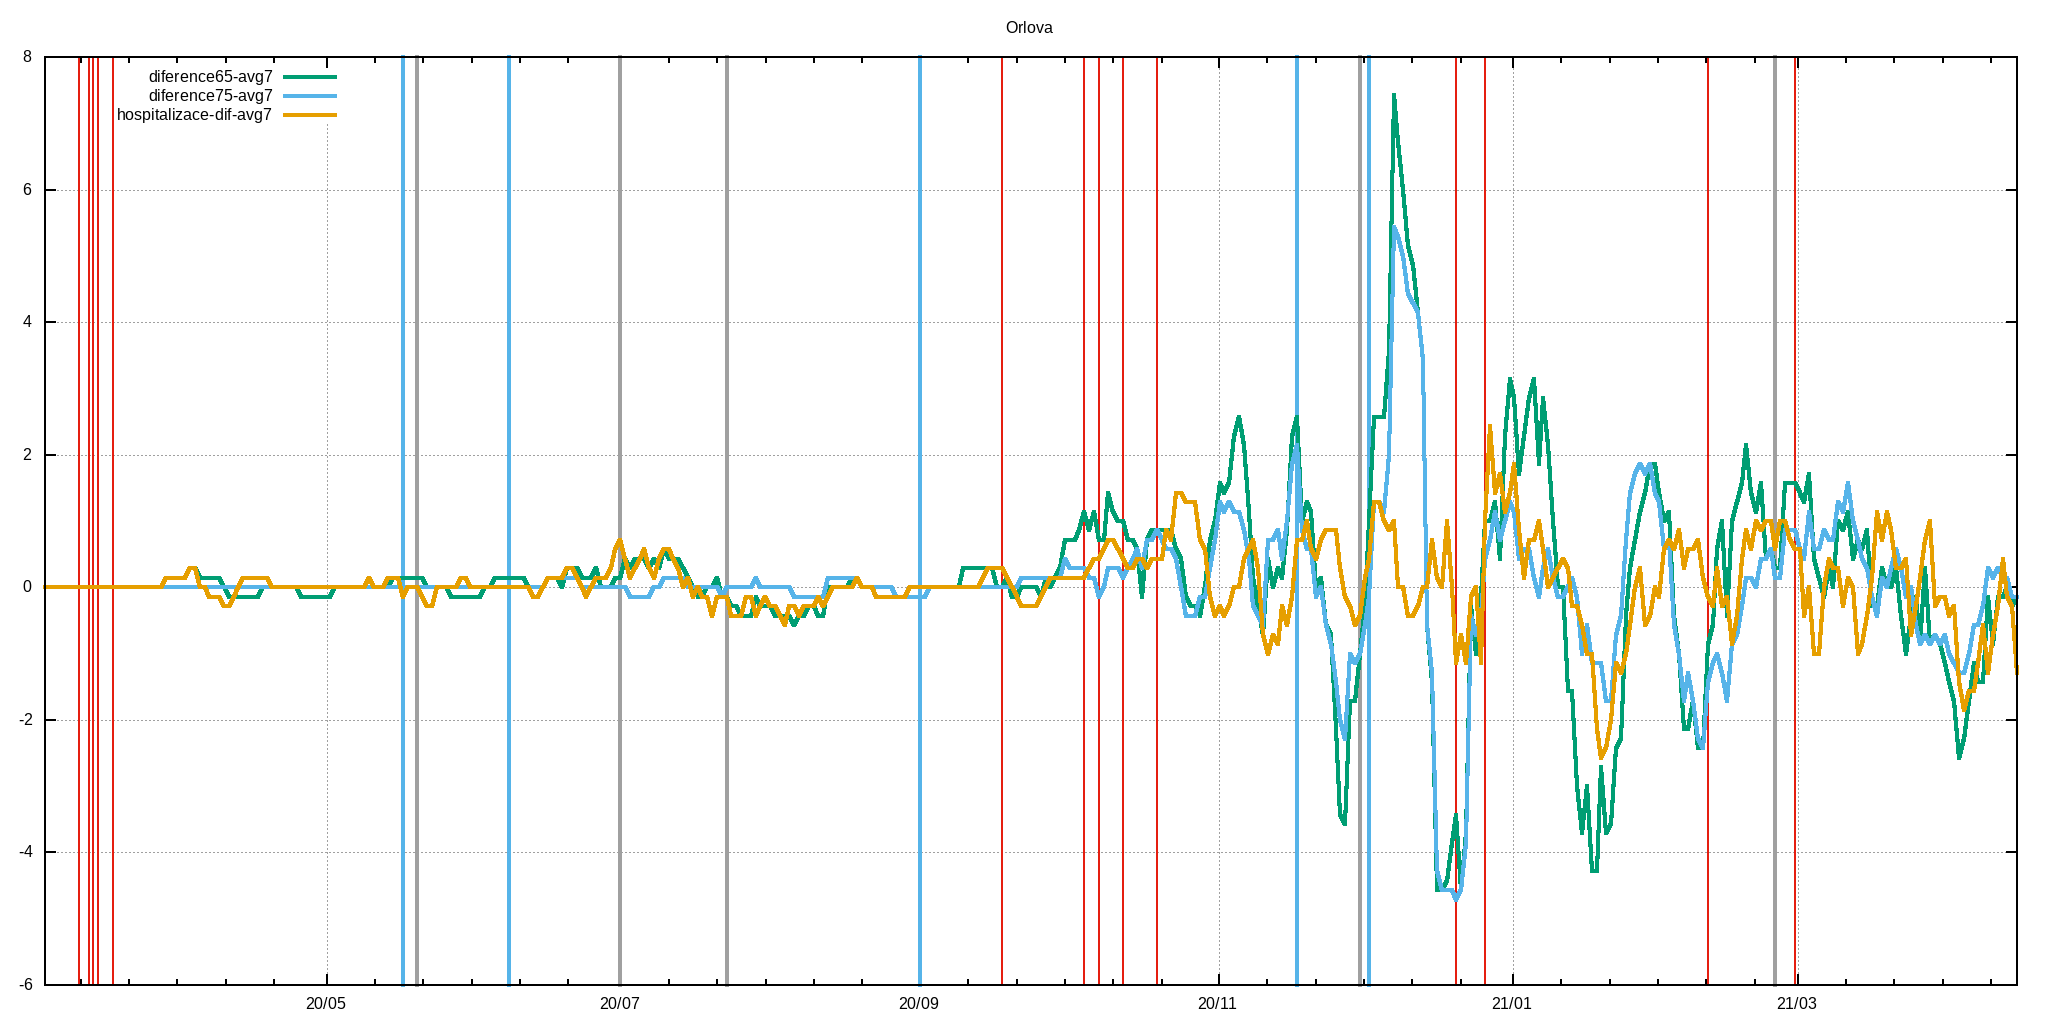 Orlova
8
diference65-avg7
diference75-avg7
hospitalizace-dif-avg7
6
4
2
0
-2
-4
-6
20/05 20/07 20/09 20/11 21/01 21/03